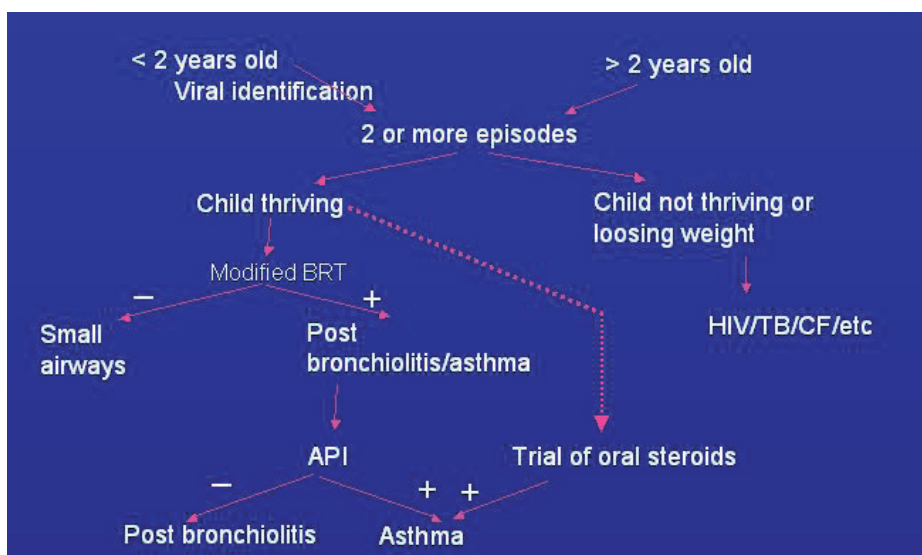 < 2 years old
Viral identification
> 2 years old
2 or more episodes
Child thriving
Child not thriving or
loosing weight
Modified BRT
–
+
Small
airways
Post
bronchiolitis/asthma
HIV/TB/CF/etc
API
Trial of oral steroids
–
+
+
Post bronchiolitis
Asthma